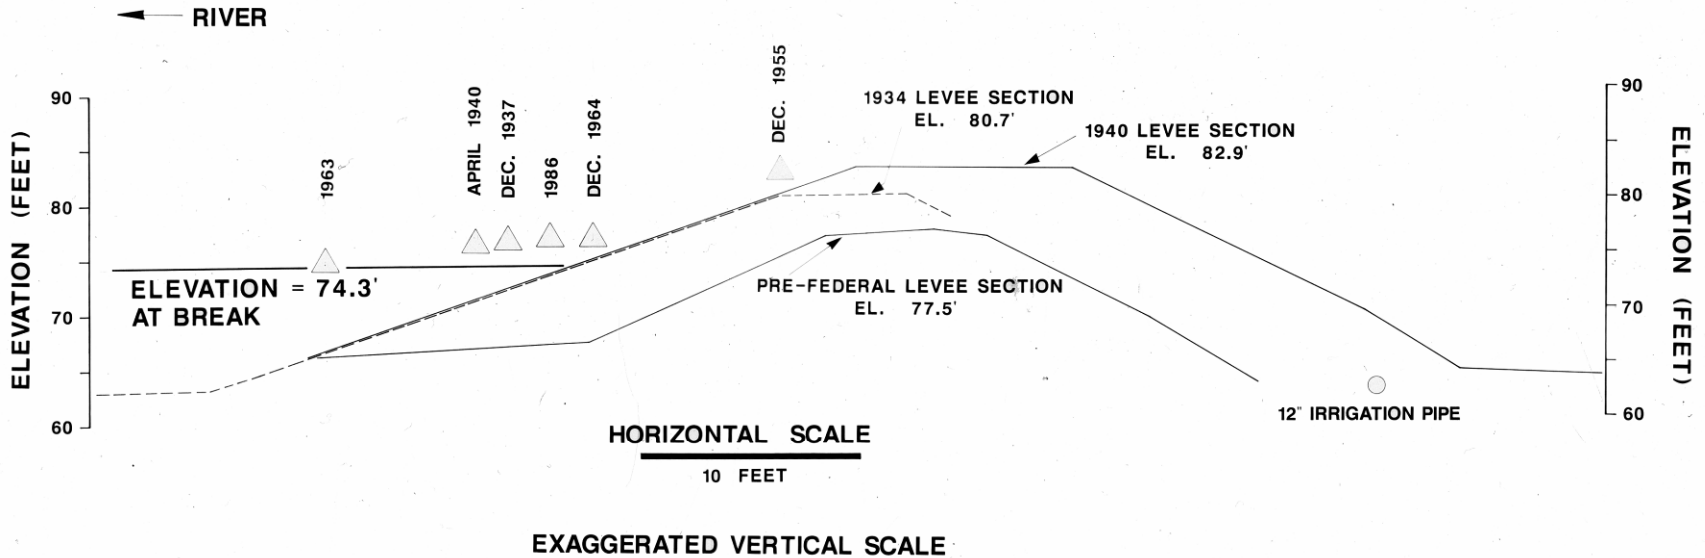 RIVER
DEC. 1955
1934 LEVEE SECTION
EL. 80.7'
90
90
APRIL 1940
DEC. 1937
1986
DEC. 1964
1963
1940 LEVEE SECTION
EL. 82.9'
ELEVATION (FEET)
ELEVATION (FEET)
80
80
ELEVATION = 74.3'
AT BREAK
PRE-FEDERAL LEVEE SECTION
EL. 77.5'
70
70
60
60
12" IRRIGATION PIPE
HORIZONTAL SCALE
10 FEET
EXAGGERATED VERTICAL SCALE